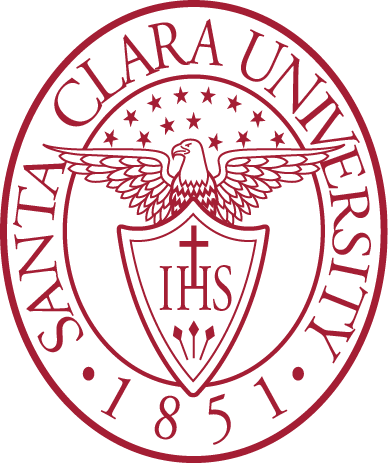 SANTA CLARA UNIVERSITY
IHS
• 1851 •